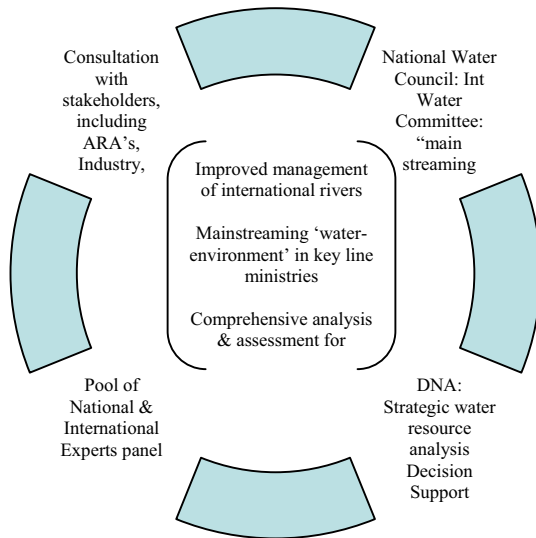 Consultation
with
stakeholders,
including
ARA's,
Industry,
National Water
Council: Int
Water
Committee:
“main
streaming
Improved management
of international rivers
Mainstreaming ‘water-
environment’ in key line
ministries
Comprehensive analysis
& assessment for
Pool of
National &
International
Experts panel
DNA:
Strategic water
resource
analysis
Decision
Support